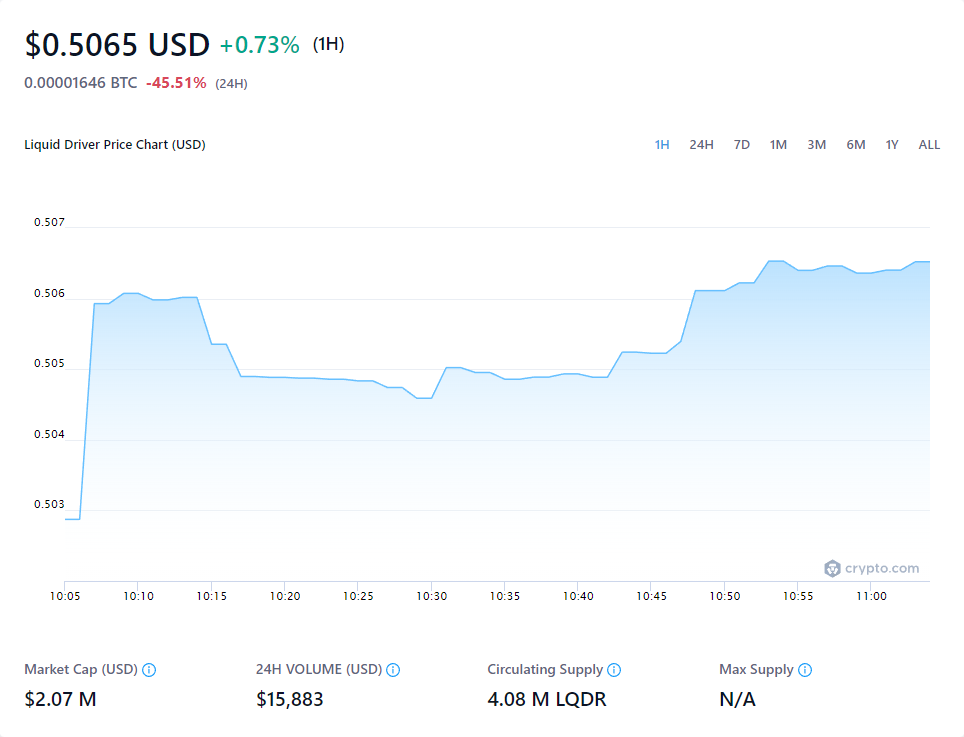 $0.5065 USD +0.73% (1H)
0.00001646 BTC -45.51% (24H)
Liquid Driver Price Chart (USD)
1H 24H 7D 1M 3M 6M 1Y ALL
0.507
0.506
0.505
0.504
0.503
crypto.com
10:05 10:10 10:15 10:20 10:25 10:30 10:35 10:40 10:45 10:50 10:55 11:00
Market Cap (USD) 24H VOLUME (USD) Circulating Supply Max Supply
$2.07 M $15,883 4.08 M LQDR N/A